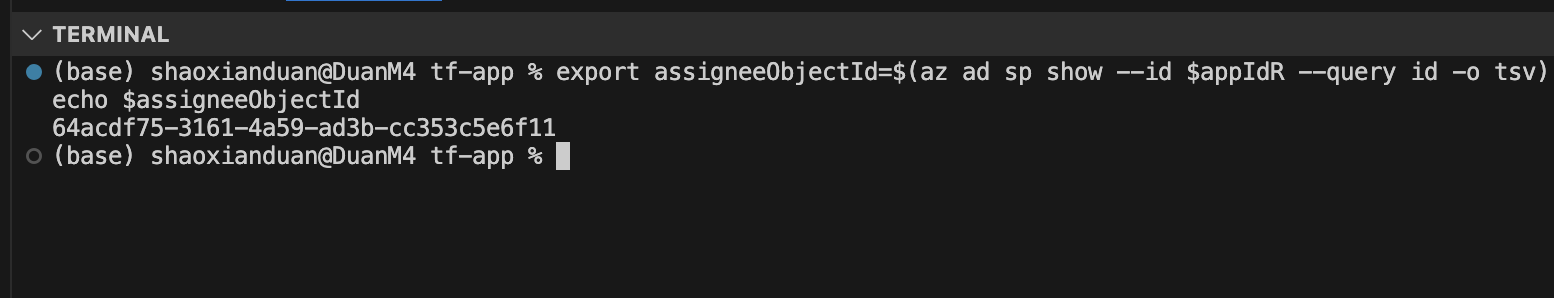 TERMINAL
(base) shaoxianduan@DuanM4 tf-app % export assigneeObjectId=$(az ad sp show --id $appIdR --query id -o tsv)
echo $assigneeObjectId
64acdf75-3161-4a59-ad3b-cc353c5e6f11
(base) shaoxianduan@DuanM4 tf-app %